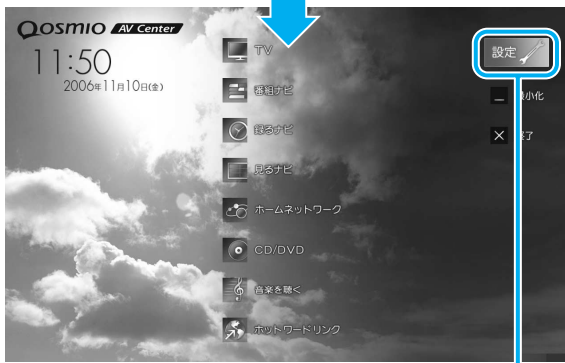 Qosmio AV Center
11:50
2006年11月10日(金)
TV
番組ナビ
録るナビ
見るナビ
ホームネットワーク
CD/DVD
音楽を聴く
ホットワードリンク
設定
最小化
終了